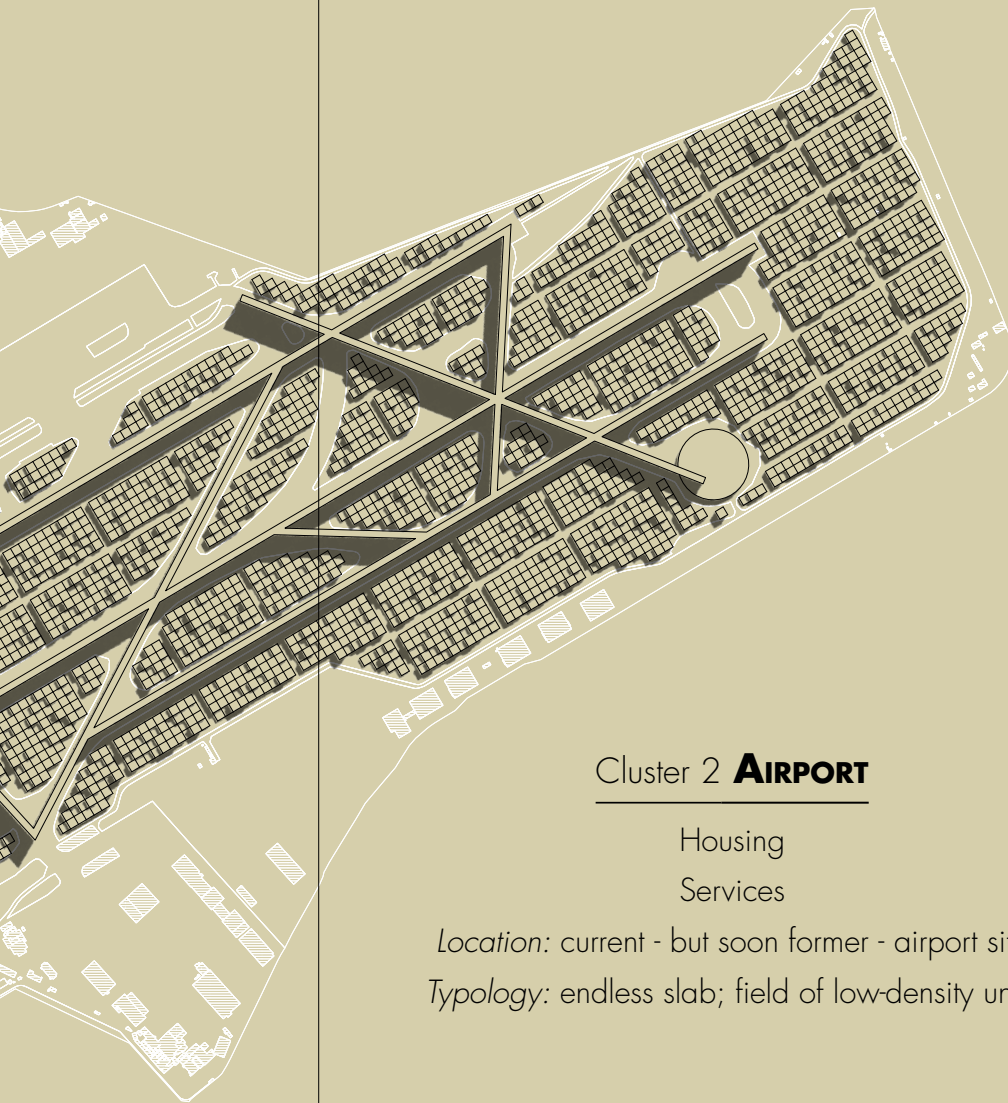 Cluster 2 AIRPORT
Housing
Services
Location: current - but soon former - airport
Typology: endless slab; field of low-density